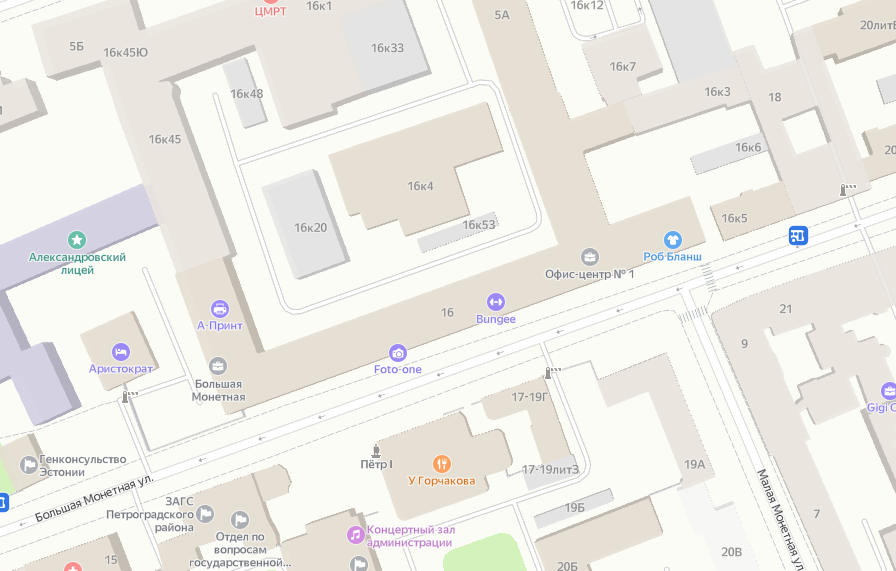 16к1
ЦМРТ
5А
16к12
20лит
5Б
16к45Ю
16к33
16к7
16к48
16к3
18
16к45
16к6
20
16к4
16к5
16к20
16к53
Александровский
лицей
Роб Бланш
Офис-центр № 1
А-Принт
16
Bungee
21
9
Аристократ
Foto-one
Большая
Монетная
17-19Г
Gigi
Генконсульство
Эстонии
Пётр I
У Горчакова
17-19литЗ
19А
Большая Монетная ул.
ЗАГС
Петроградского
района
19Б
Малая Монетная ул.
7
Концертный зал
администрации
Отдел по
вопросам
государственной...
15
20В
20Б